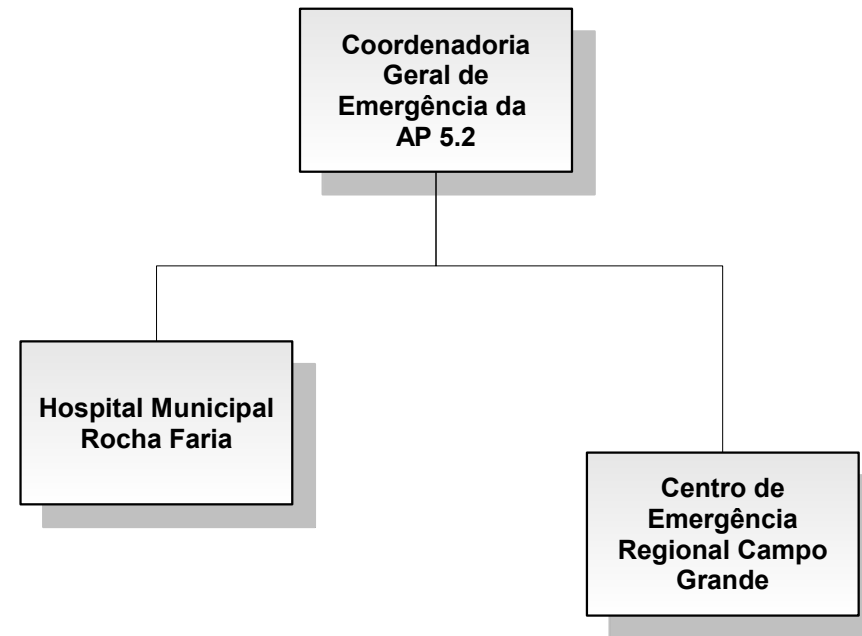 Coordenadoria
Geral de
Emergência da
AP 5.2
Hospital Municipal
Rocha Faria
Centro de
Emergência
Regional Campo
Grande